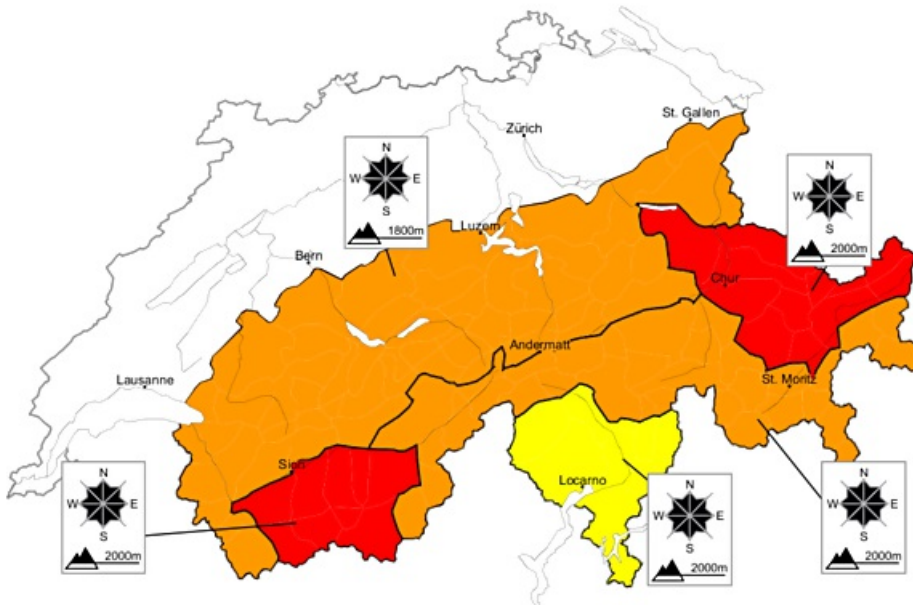 St. Gallen
Zürich
N
W E
S
1800m
N
W E
S
2000m
Luzern
Bern
Chur
Andermatt
Lausanne
St. Moritz
Sion
N
W E
S
2000m
Locarno
N
W E
S
2000m
N
W E
S
2000m